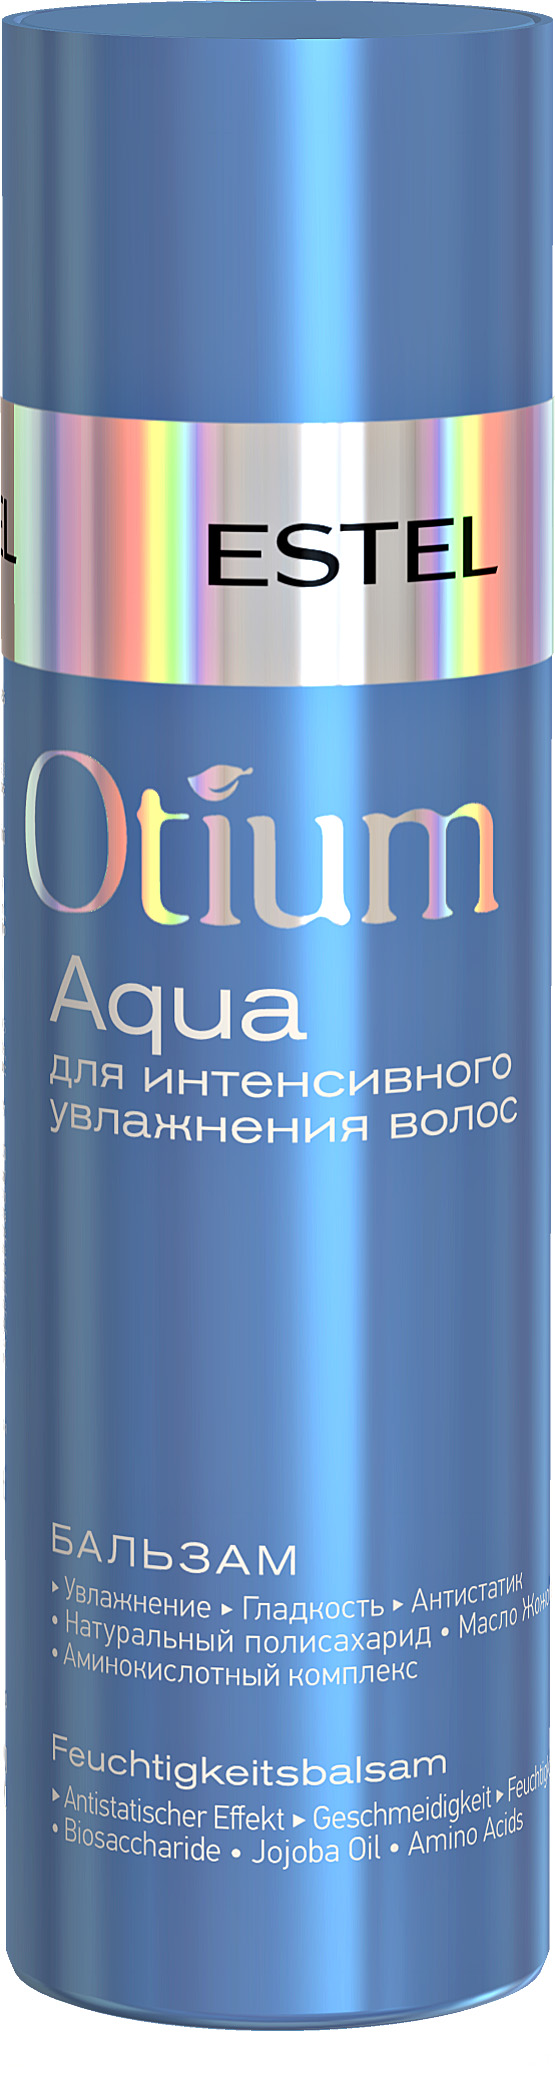 ESTEL
Otium
Aqua
для интенсивного
увлажнения волос
БАЛЬЗАМ
▸ Увлажнение ▸ Гладкость ▸ Антистатик
• Натуральный полисахарид • Масло
• Аминокислотный комплекс
Feuchtigkeitsbalsam
▸ Antistatischer Effekt ▸ Geschmeidigkeit ▸
• Biosaccharide • Jojoba Oil • Amino Acids